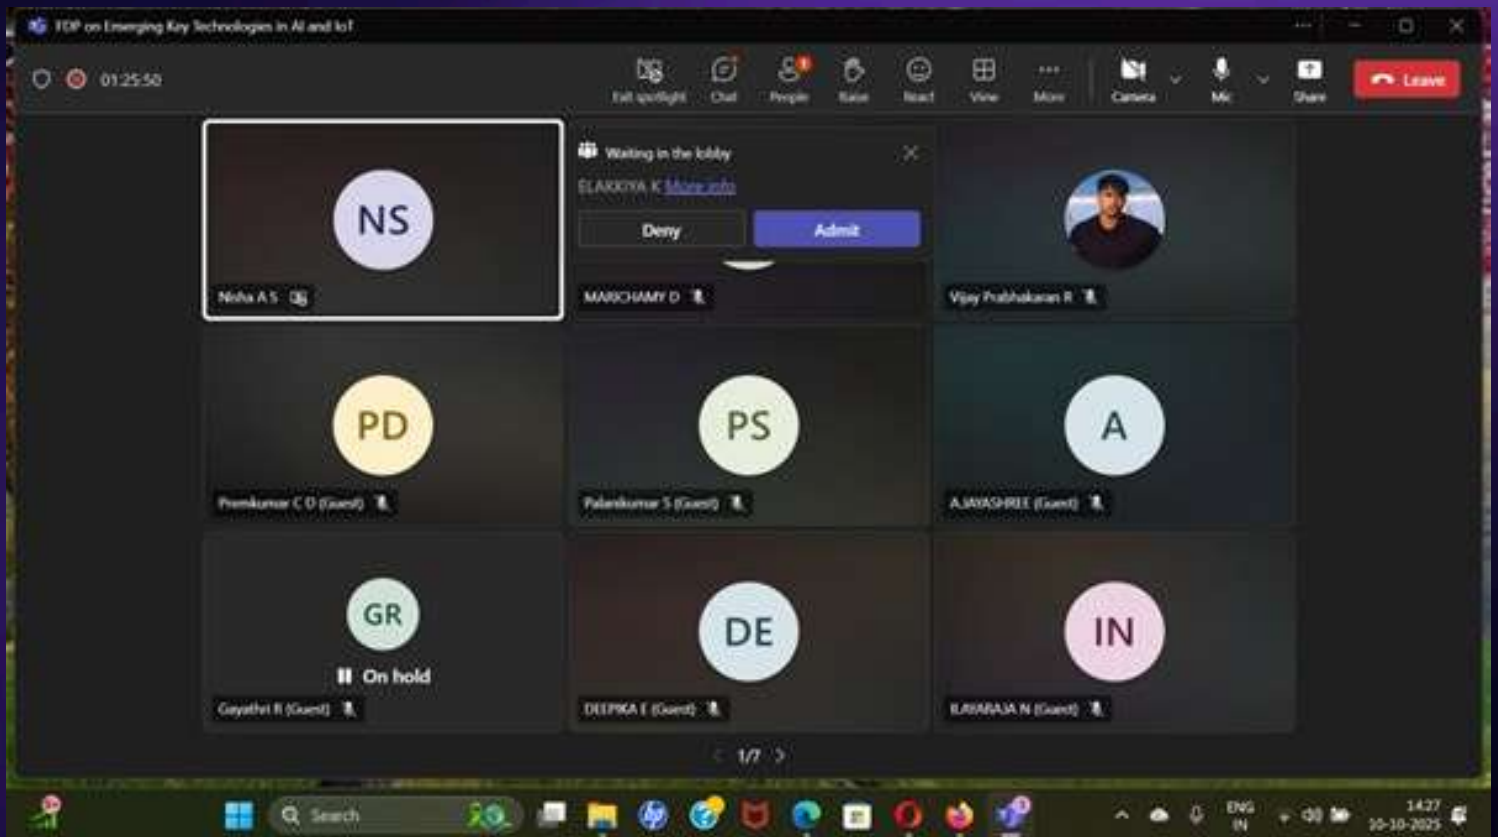 FDP on Emerging Key Technologies in AI and IoT
01:25:50
Exit spotlight
Chat
People
Raise
React
View
More
Camera
Mic
Share
Leave
NS
Nisha A S
Waiting in the lobby
ELAKKIYA K More info
Deny
Admit
MARICHAMY D
Vijay Prabhakaran R
PD
Premkumar C D (Guest)
PS
Palanikumar S (Guest)
A
A.JAYASHREE (Guest)
GR
On hold
Gayathri R (Guest)
DE
DEEPIKA E (Guest)
IN
ILAYARAJA N (Guest)
1/7
Search
ENG
IN
14:27
10-10-2025